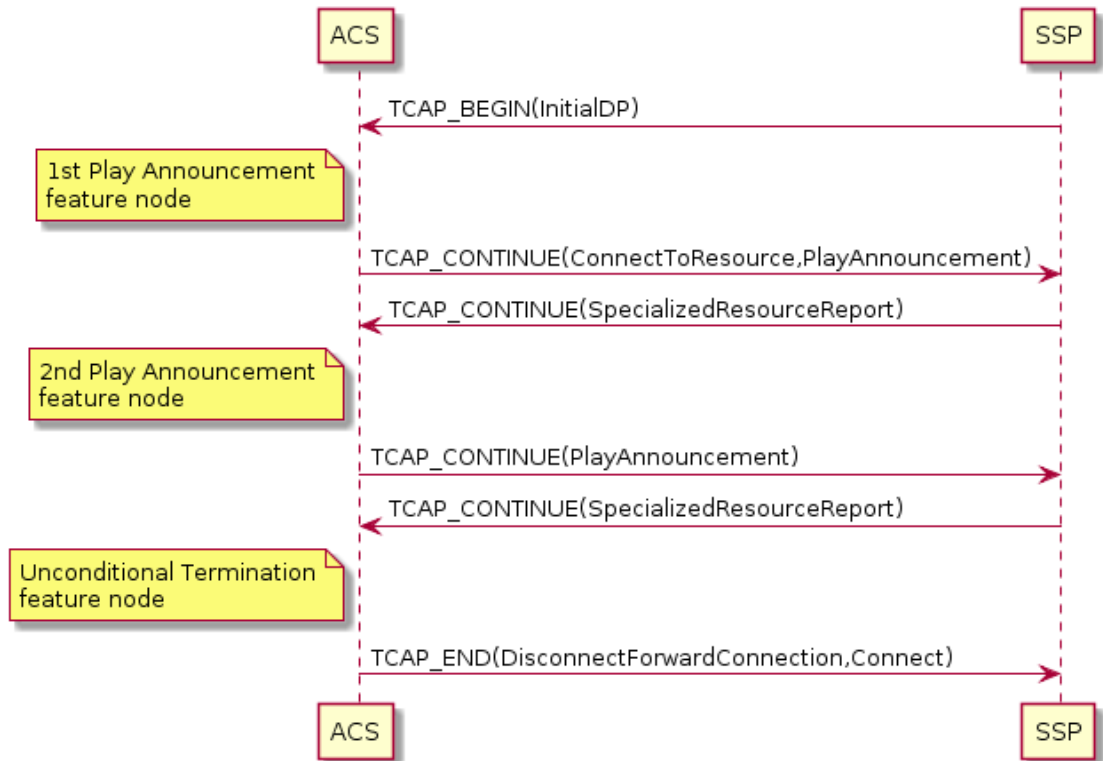 ACS
SSP
TCAP_BEGIN(InitialDP)
1st Play Announcement
feature node
TCAP_CONTINUE(ConnectToResource,PlayAnnouncement)
TCAP_CONTINUE(SpecializedResourceReport)
2nd Play Announcement
feature node
TCAP_CONTINUE(PlayAnnouncement)
TCAP_CONTINUE(SpecializedResourceReport)
Unconditional Termination
feature node
TCAP_END(DisconnectForwardConnection,Connect)
ACS
SSP